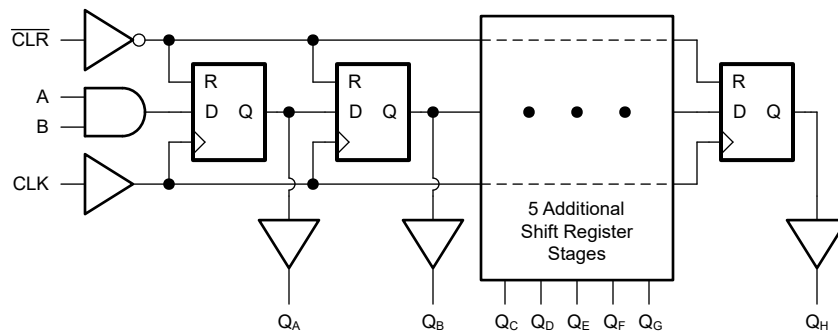 CLR
R
R
R
A
D Q
D Q
D Q
B
CLK
5 Additional
Shift Register
Stages
QA
QB
QC
QD
QE
QF
QG
QH